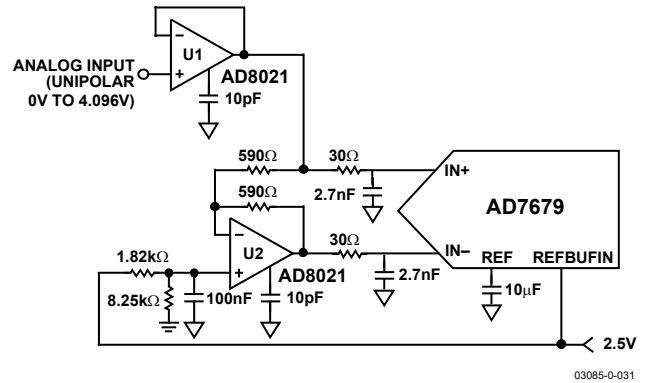 U1
ANALOG INPUT
(UNIPOLAR
0V TO 4.096V)
AD8021
10pF
590Ω
30Ω
IN+
2.7nF
590Ω
AD7679
30Ω
IN–
U2
REF
REFBUFIN
1.82kΩ
AD8021
2.7nF
8.25kΩ
100nF
10pF
10μF
2.5V
03085-0-031